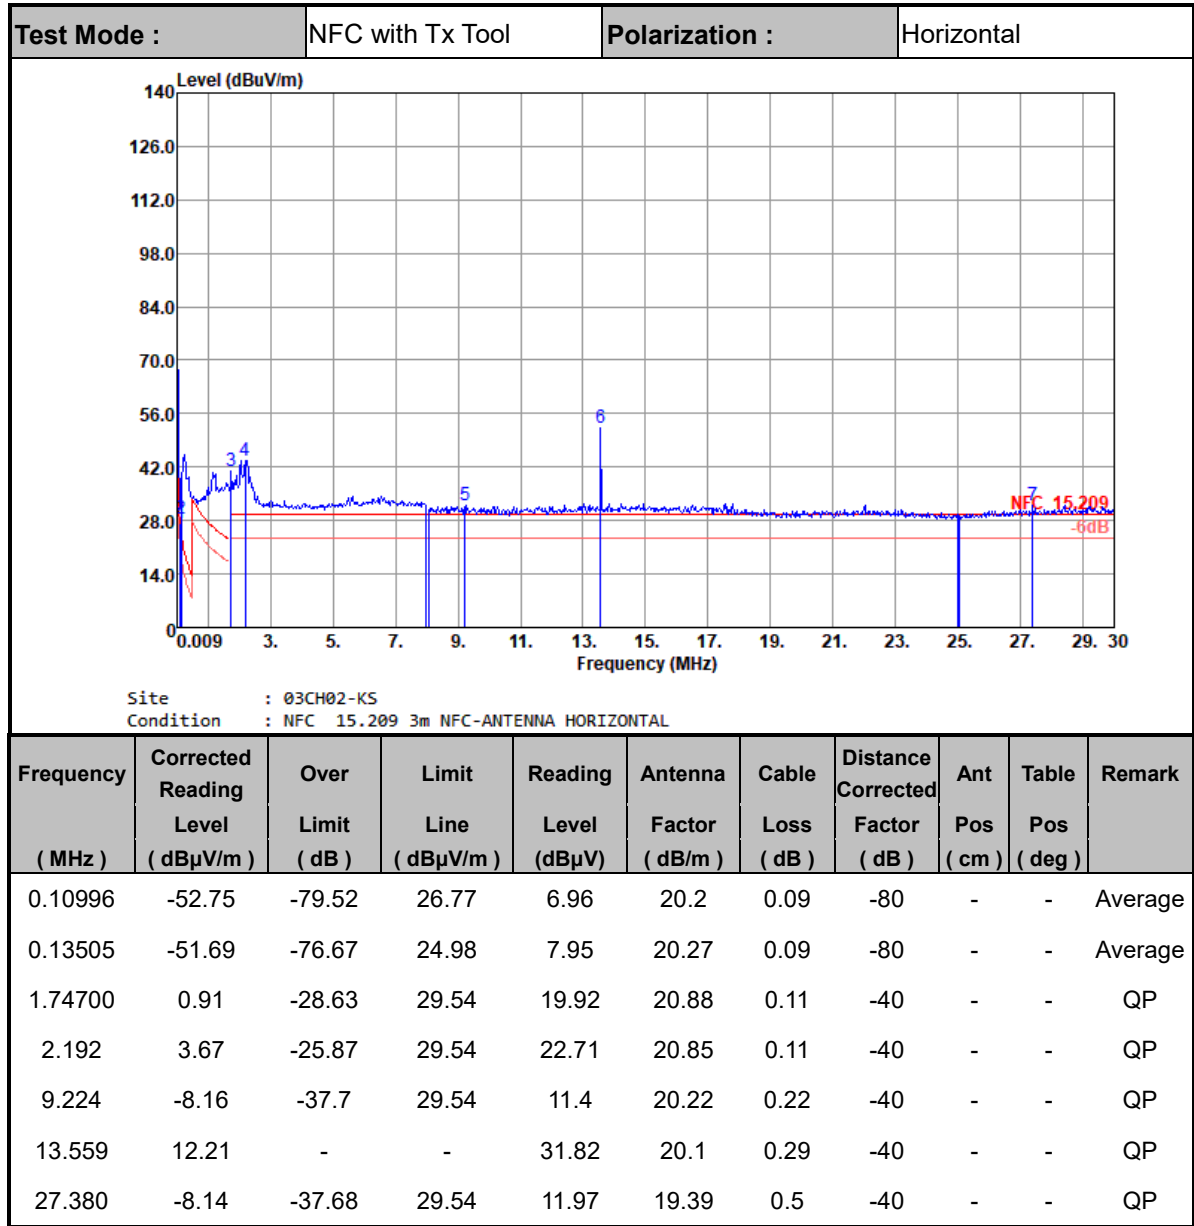 Test Mode : NFC with Tx Tool Polarization : Horizontal
Level (dBuV/m)
140
126.0
112.0
98.0
84.0
70.0
56.0
42.0
28.0
14.0
0
1
2
3
4
5
6
7
NFC 15.209
-6dB
0.009 3. 5. 7. 9. 11. 13. 15. 17. 19. 21. 23. 25. 27. 29. 30
Frequency (MHz)
Site : 03CH02-KS
Condition : NFC 15.209 3m NFC-ANTENNA HORIZONTAL
Frequency Corrected Reading Over Limit Reading Antenna Cable Distance Corrected Ant Table Remark
Level Limit Line Level Factor Loss Factor Pos Pos
( MHz ) ( dBµV/m ) ( dB ) ( dBµV/m ) (dBµV) ( dB/m ) ( dB ) ( dB ) ( cm ) ( deg )
0.10996 -52.75 -79.52 26.77 6.96 20.2 0.09 -80 - - Average
0.13505 -51.69 -76.67 24.98 7.95 20.27 0.09 -80 - - Average
1.74700 0.91 -28.63 29.54 19.92 20.88 0.11 -40 - - QP
2.192 3.67 -25.87 29.54 22.71 20.85 0.11 -40 - - QP
9.224 -8.16 -37.7 29.54 11.4 20.22 0.22 -40 - - QP
13.559 12.21 - - 31.82 20.1 0.29 -40 - - QP
27.380 -8.14 -37.68 29.54 11.97 19.39 0.5 -40 - - QP